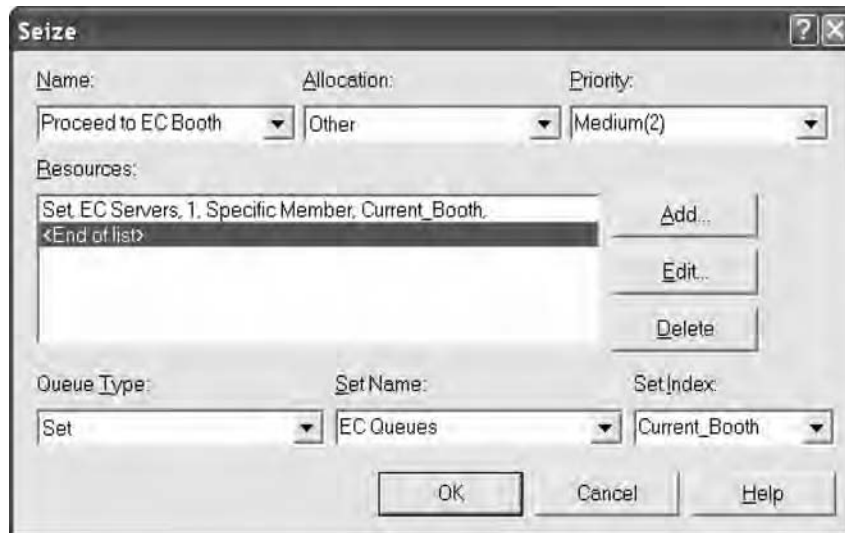 Seize
Name: Allocation: Priority:
Proceed to EC Booth Other Medium(2)
Resources:
Set, EC Servers, 1, Specific Member, Current_Booth,
<End of list>
Add...
Edit...
Delete
Queue Type: Set Name: Set Index:
Set EC Queues Current_Booth
OK Cancel Help